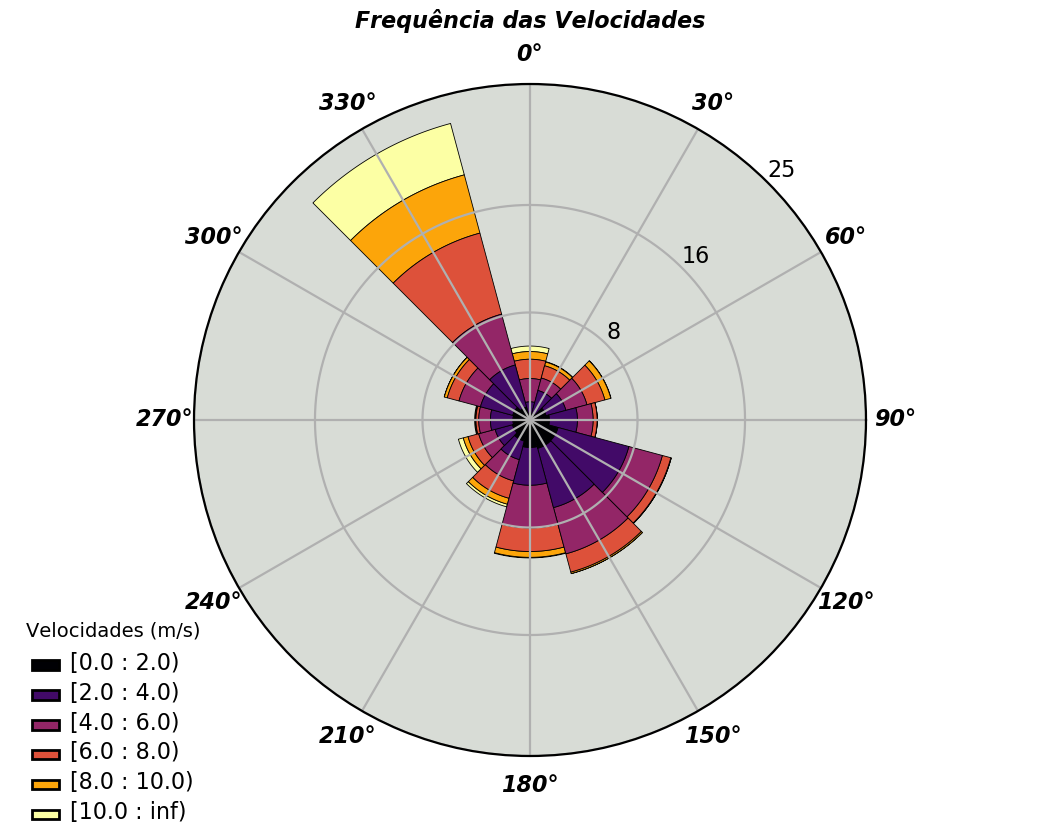 Frequência das Velocidades
0°
330°
30°
25
300°
60°
16
8
270°
90°
240°
120°
Velocidades (m/s)
[0.0 : 2.0)
[2.0 : 4.0)
[4.0 : 6.0)
210°
150°
[6.0 : 8.0)
[8.0 : 10.0)
180°
[10.0 : inf)